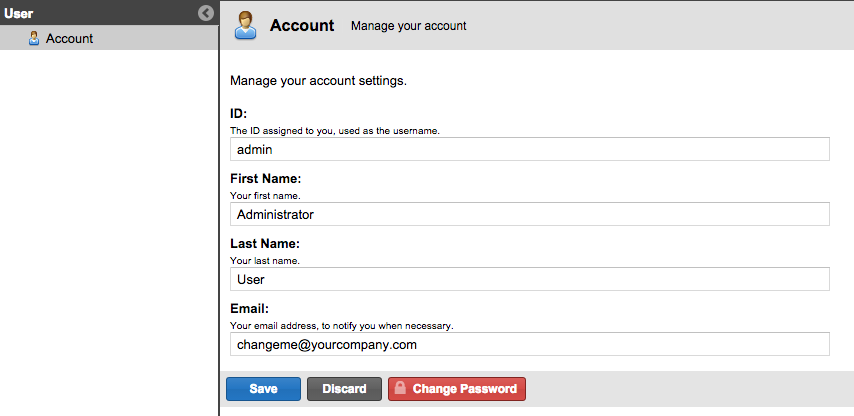 User
Account
Account Manage your account
Manage your account settings.
ID:
The ID assigned to you, used as the username.
admin
First Name:
Your first name.
Administrator
Last Name:
Your last name.
User
Email:
Your email address, to notify you when necessary.
changeme@yourcompany.com
Save Discard Change Password